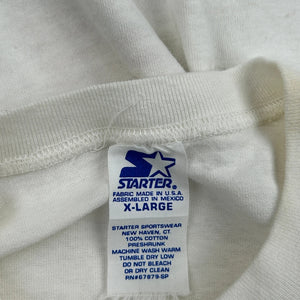 STARTER®
FABRIC MADE IN U.S.A.
ASSEMBLED IN MEXICO
X-LARGE
STARTER SPORTSWEAR
NEW HAVEN, CT.
100% COTTON
PRESHRUNK
MACHINE WASH WARM
TUMBLE DRY LOW
DO NOT BLEACH
OR DRY CLEAN
RN#67879-SP